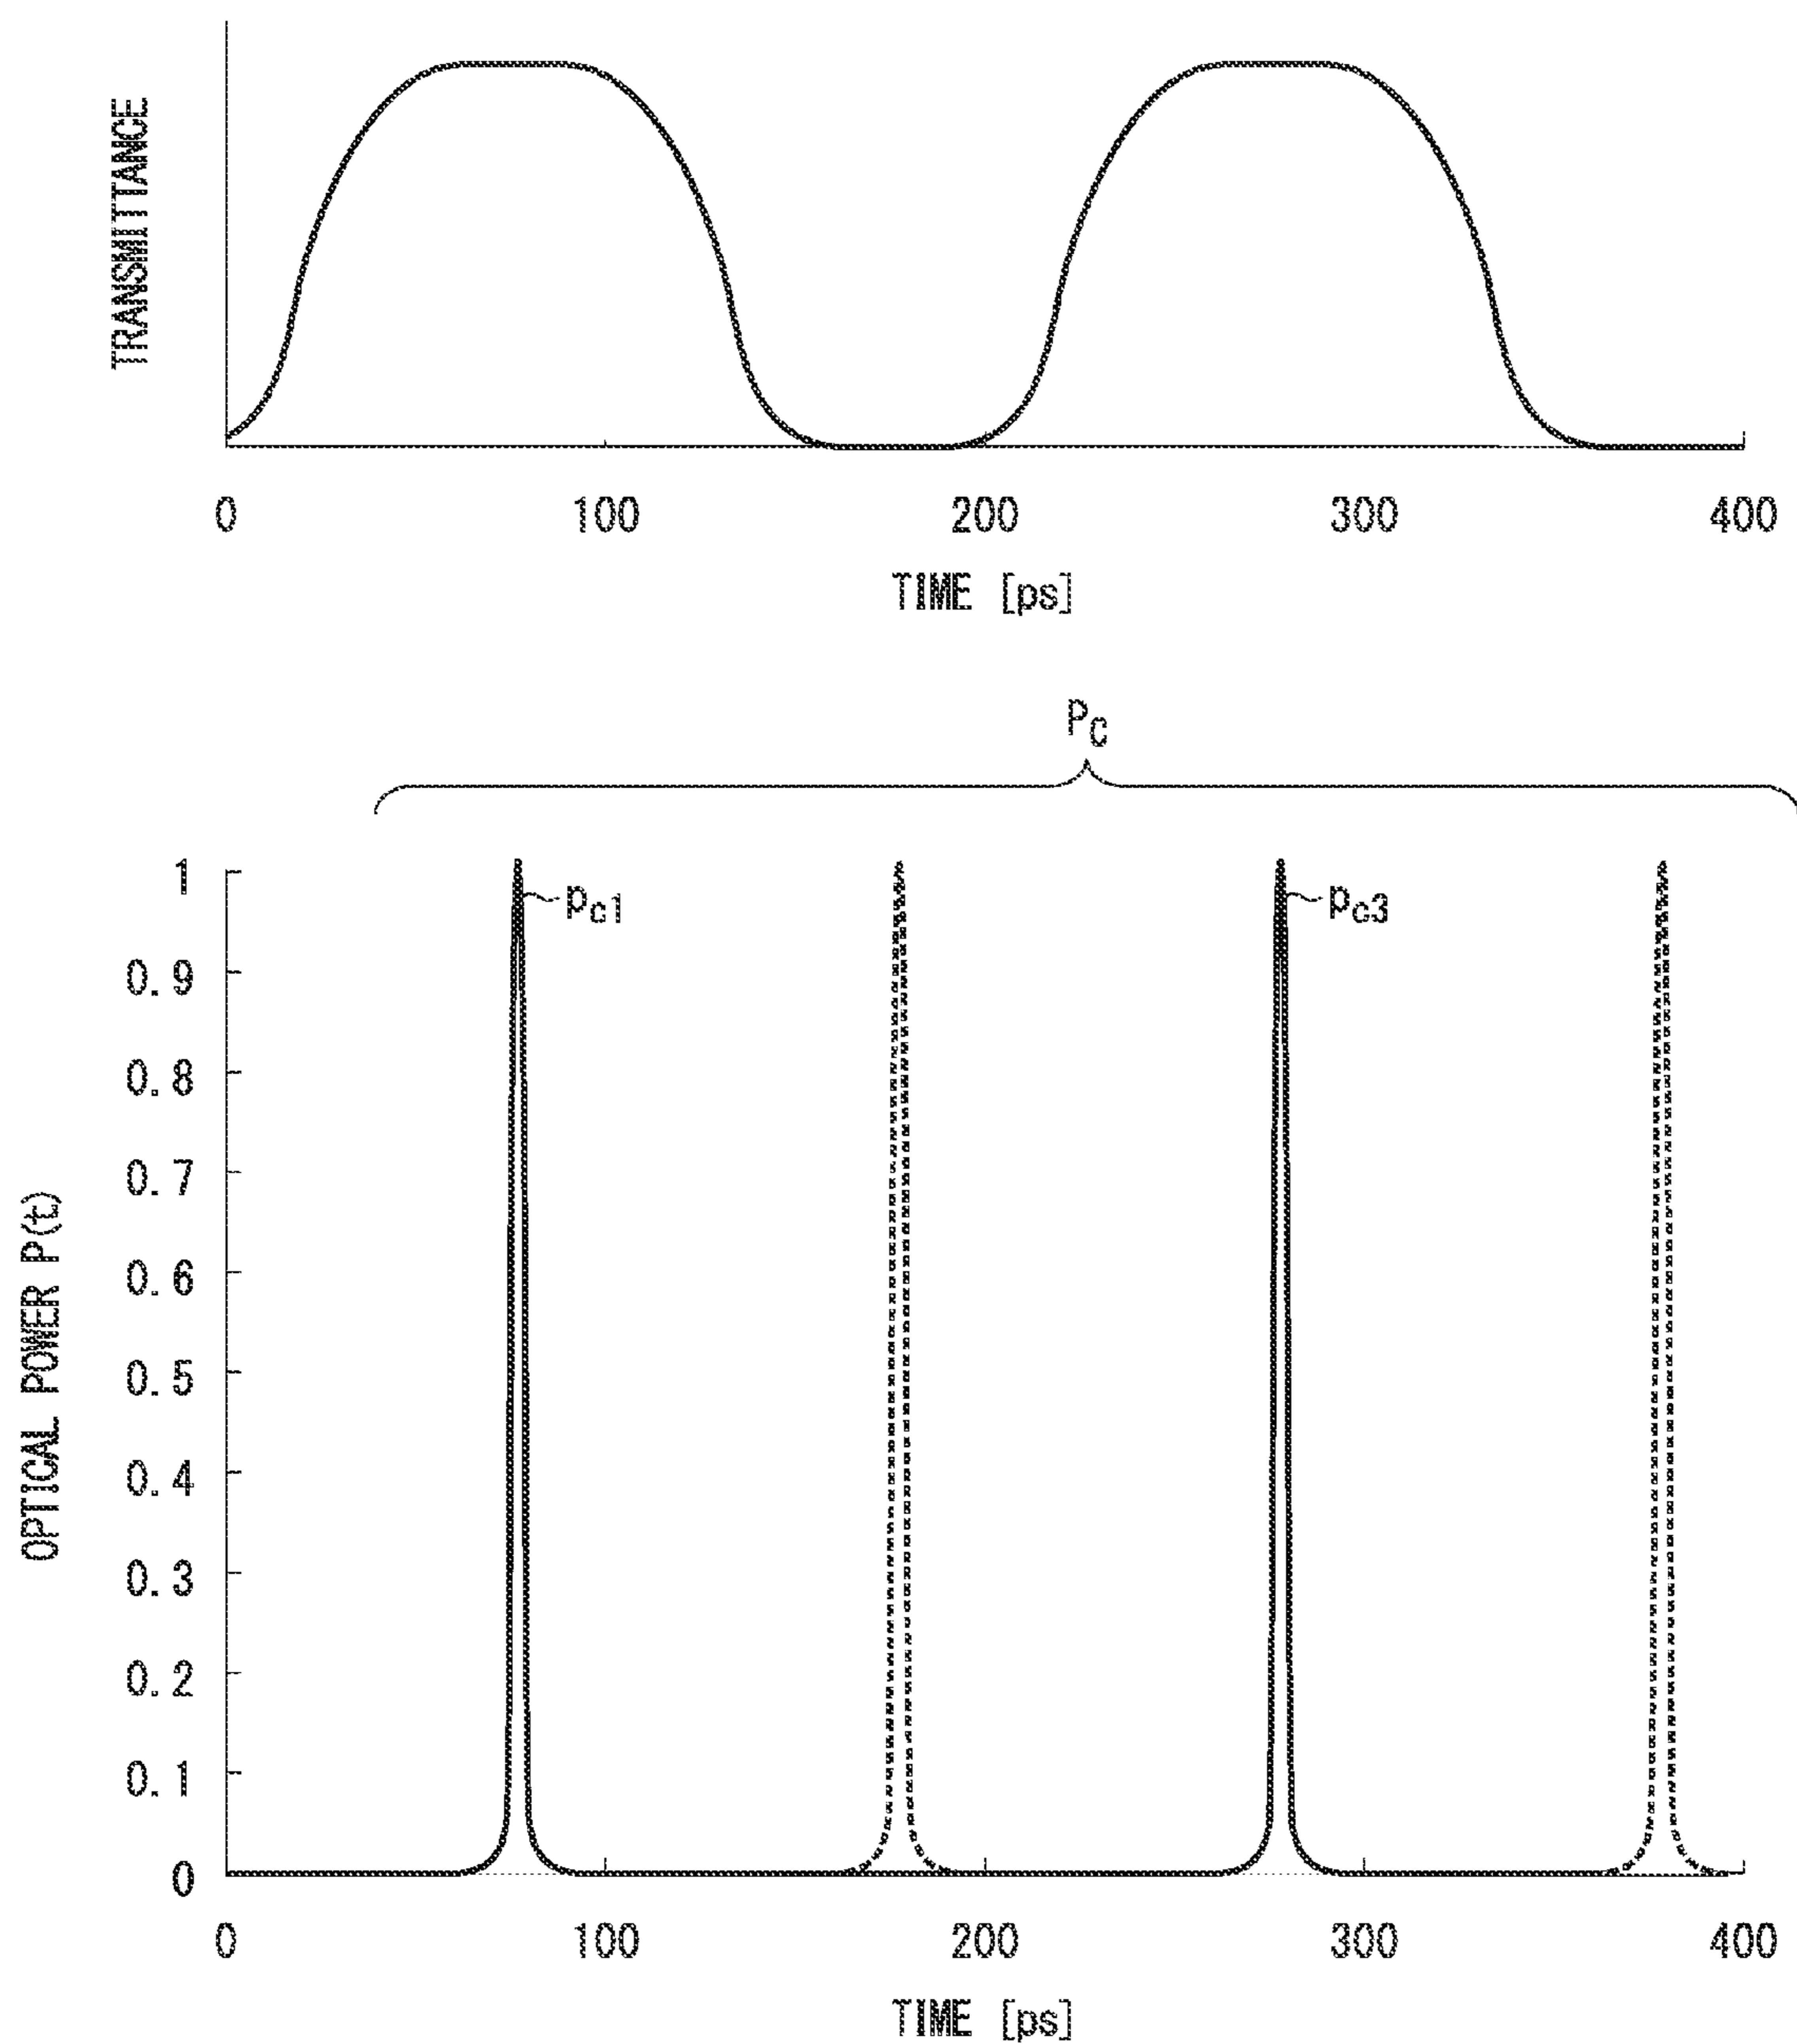 TRANSMITTANCE
0 100 200 300 400
TIME [ps]
PC
1
pc1
pc3
0.9
0.8
0.7
0.6
0.5
0.4
0.3
0.2
0.1
0
OPTICAL POWER P(t)
0 100 200 300 400
TIME [ps]